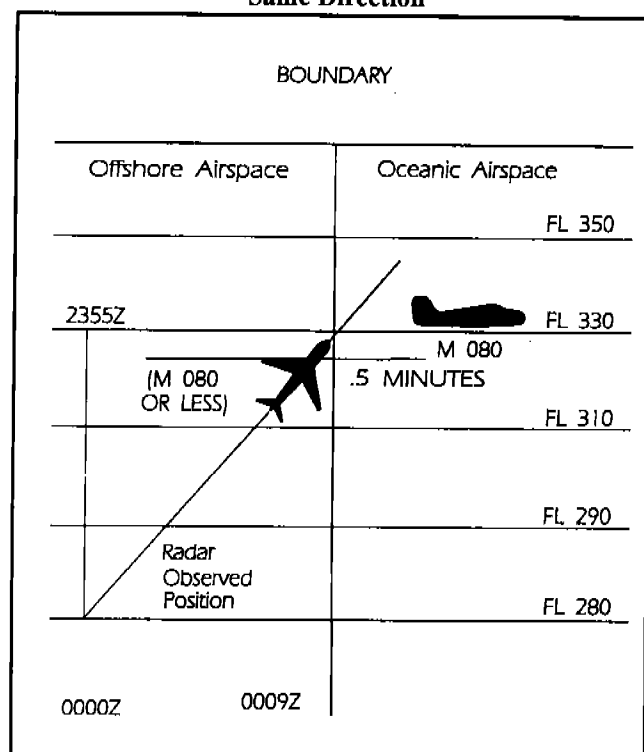 Same Direction
BOUNDARY
Offshore Airspace
Oceanic Airspace
FL 350
2355Z
FL 330
M 080
(M 080
OR LESS)
.5 MINUTES
FL 310
FL 290
Radar
Observed
Position
FL 280
0000Z
0009Z